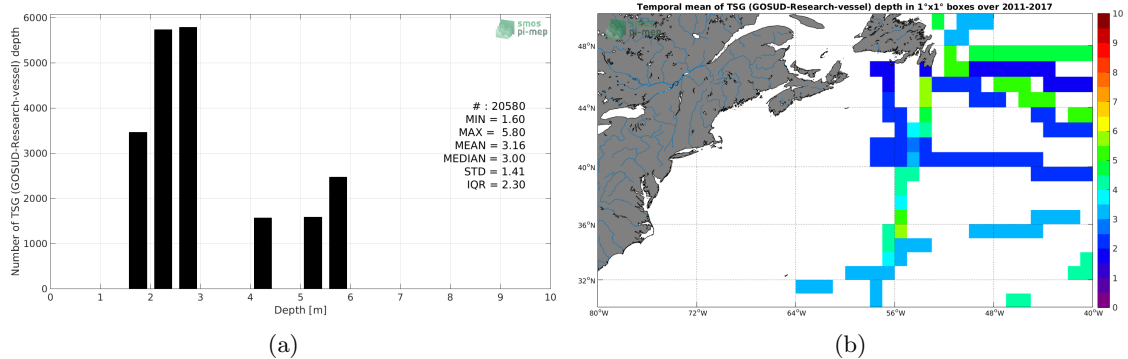 Number of TSG (GOSUD-Research-vessel) depth
6000
5000
4000
3000
2000
1000
0
0 1 2 3 4 5 6 7 8 9 10
Depth [m]
smos
pi-mep
# : 20580
MIN = 1.60
MAX = 5.80
MEAN = 3.16
MEDIAN = 3.00
STD = 1.41
IQR = 2.30
(a)
Temporal mean of TSG (GOSUD-Research-vessel) depth in 1°x1° boxes over 2011-2017
smos
pi-mep
48°N
44°N
40°N
36°N
32°N
80°W 72°W 64°W 56°W 48°W 40°W
10
9
8
7
6
5
4
3
2
1
0
(b)